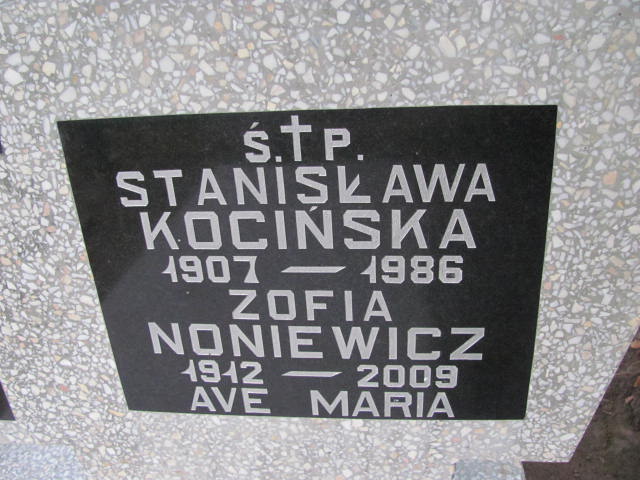 Ś.†P.
STANISŁAWA
KOCIŃSKA
1907 — 1986
ZOFIA
NONIEWICZ
1912 — 2009
AVE MARIA